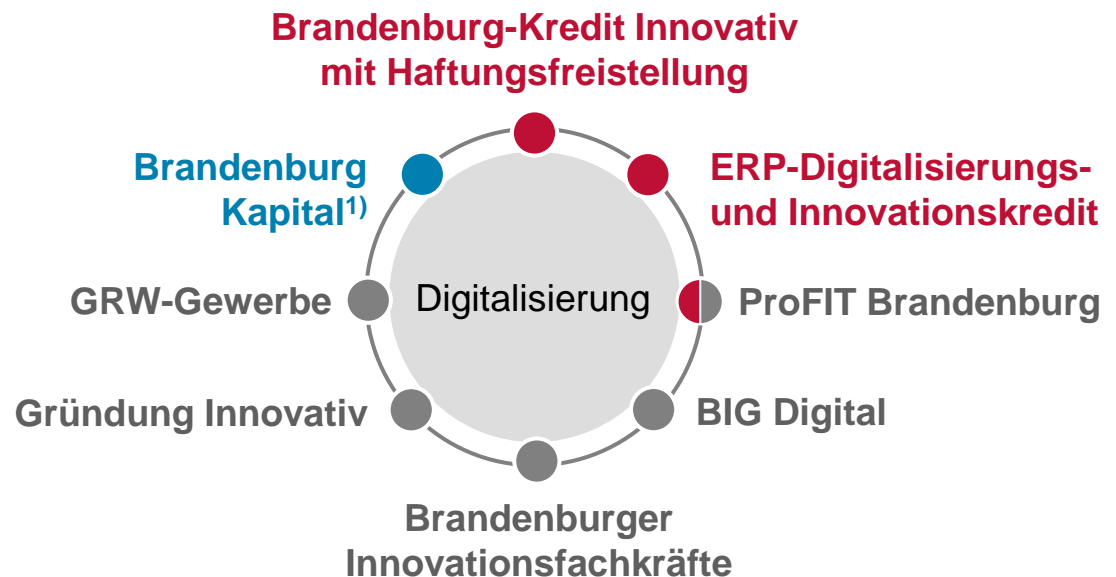 Brandenburg-Kredit Innovativ
mit Haftungsfreistellung
Brandenburg
Kapital¹⁾
ERP-Digitalisierungs-
und Innovationskredit
GRW-Gewerbe
Digitalisierung
ProFIT Brandenburg
Gründung Innovativ
BIG Digital
Brandenburger
Innovationsfachkräfte